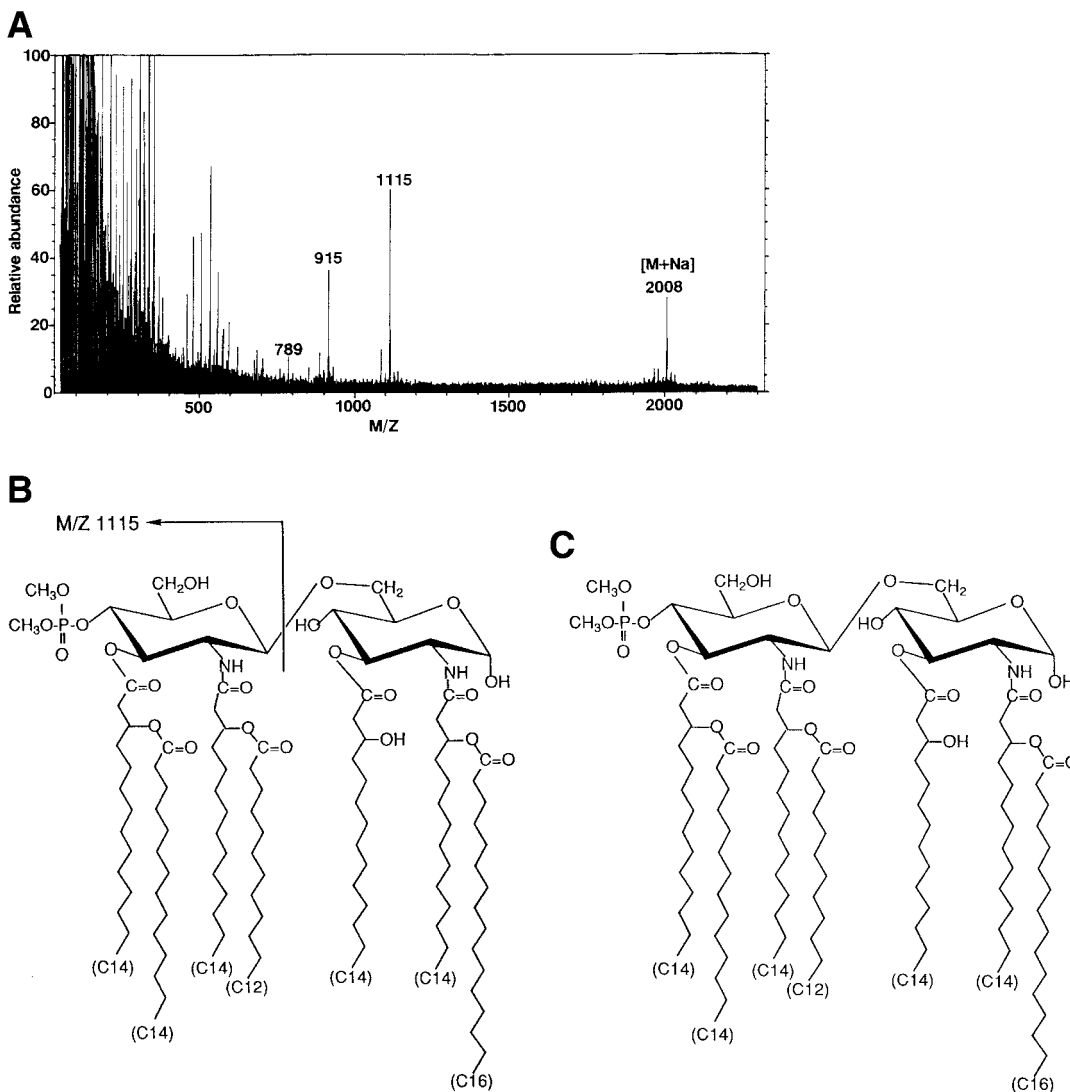 A
Relative abundance
100
80
60
40
20
0
789
915
1115
[M+Na]
2008
500
1000
1500
2000
M/Z
B
M/Z 1115
CH₃O
CH₃O-P-O
O
O
CH₂OH
O
NH
C=O
O
C=O
C=O
O
C=O
O
CH₂
HO
O
O
NH
OH
C=O
OH
C=O
O
C=O
(C14)
(C14)
(C14)
(C12)
(C14)
(C14)
(C16)
C
CH₃O
CH₃O-P-O
O
O
CH₂OH
O
NH
C=O
O
C=O
C=O
O
C=O
O
CH₂
HO
O
O
NH
OH
C=O
OH
C=O
O
C=O
(C14)
(C14)
(C14)
(C12)
(C14)
(C14)
(C16)